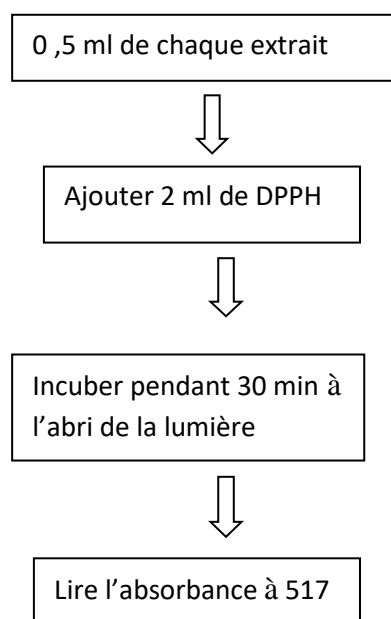 0 ,5 ml de chaque extrait
Ajouter 2 ml de DPPH
Incuber pendant 30 min à
l’abri de la lumière
Lire l’absorbance à 517